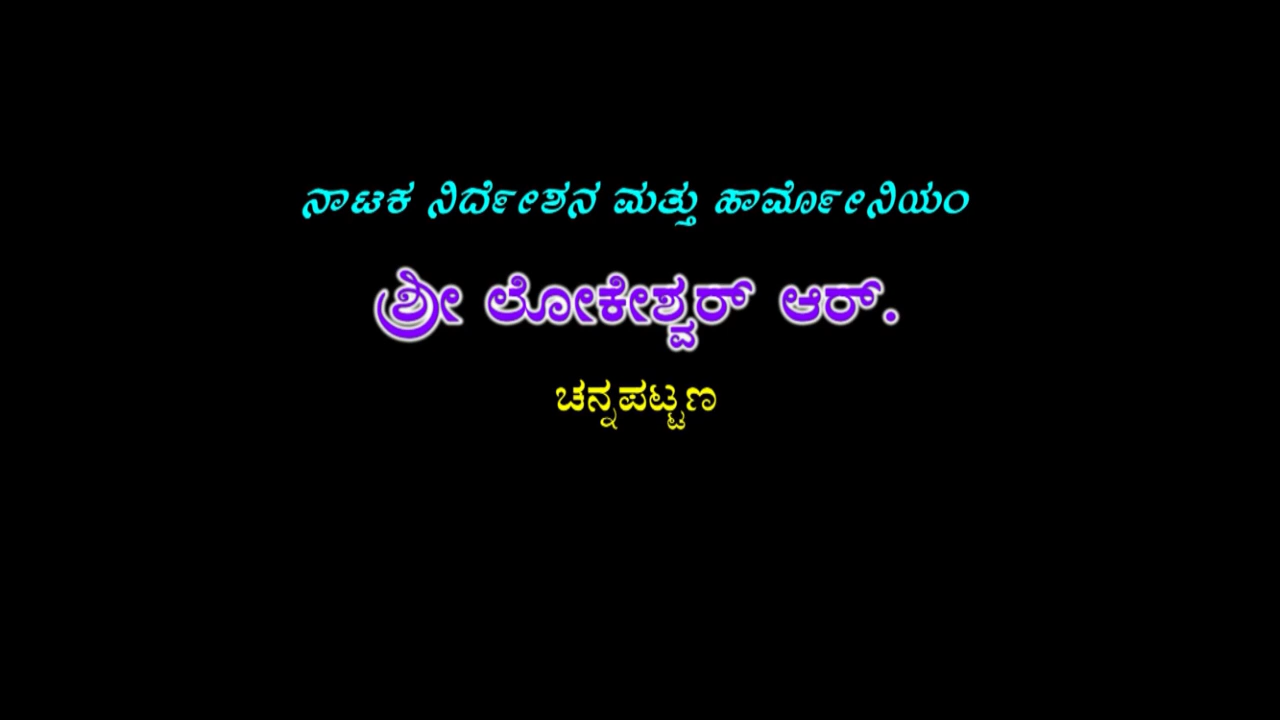 ನಾಟಕ ನಿರ್ದೇಶನ ಮತ್ತು ಹಾರ್ಮೋನಿಯಂ
ಶ್ರೀ ಲೋಕೇಶ್ವರ್ ಆರ್.
ಚನ್ನಪಟ್ಟಣ